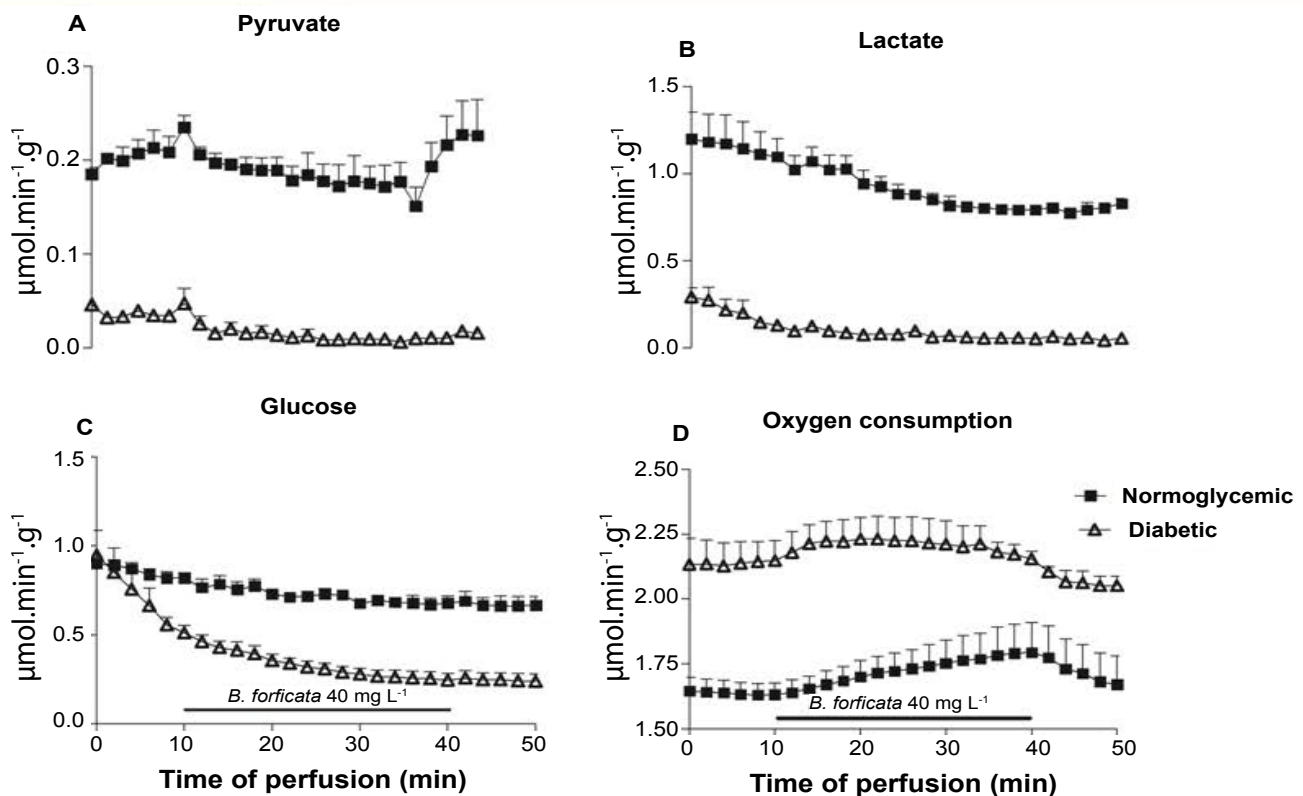 A Pyruvate
µmol.min⁻¹.g⁻¹
0.3
0.2
0.1
0.0
B Lactate
µmol.min⁻¹.g⁻¹
1.5
1.0
0.5
0.0
C Glucose
µmol.min⁻¹.g⁻¹
1.5
1.0
0.5
0.0
B. forficata 40 mg L⁻¹
0 10 20 30 40 50
Time of perfusion (min)
D Oxygen consumption
µmol.min⁻¹.g⁻¹
2.50
2.25
2.00
1.75
1.50
B. forficata 40 mg L⁻¹
0 10 20 30 40 50
Time of perfusion (min)
Normoglycemic
Diabetic